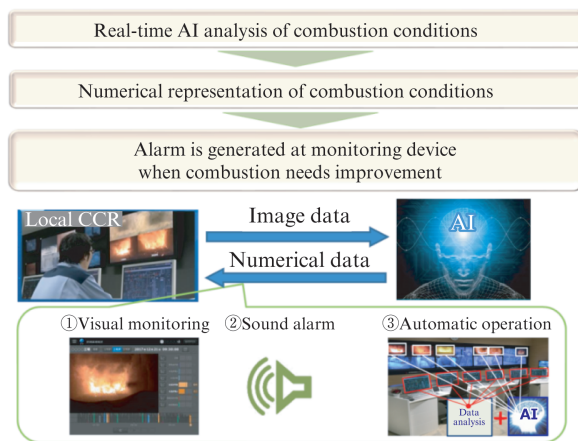 Real-time AI analysis of combustion conditions
Numerical representation of combustion conditions
Alarm is generated at monitoring device
when combustion needs improvement
Local CCR
Image data
AI
Numerical data
①Visual monitoring
②Sound alarm
③Automatic operation
Data
analysis
+
AI